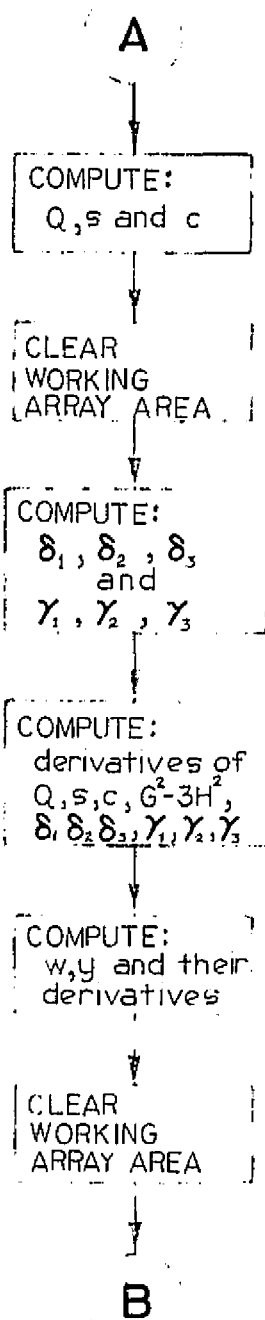 A
COMPUTE:
Q,s and c
CLEAR
WORKING
ARRAY AREA
COMPUTE:
δ₁, δ₂, δ₃
and
γ₁, γ₂, γ₃
COMPUTE:
derivatives of
Q,s,c, G²-3H²,
δ₁ δ₂ δ₃, γ₁, γ₂, γ₃
COMPUTE:
w,y and their
derivatives
CLEAR
WORKING
ARRAY AREA
B